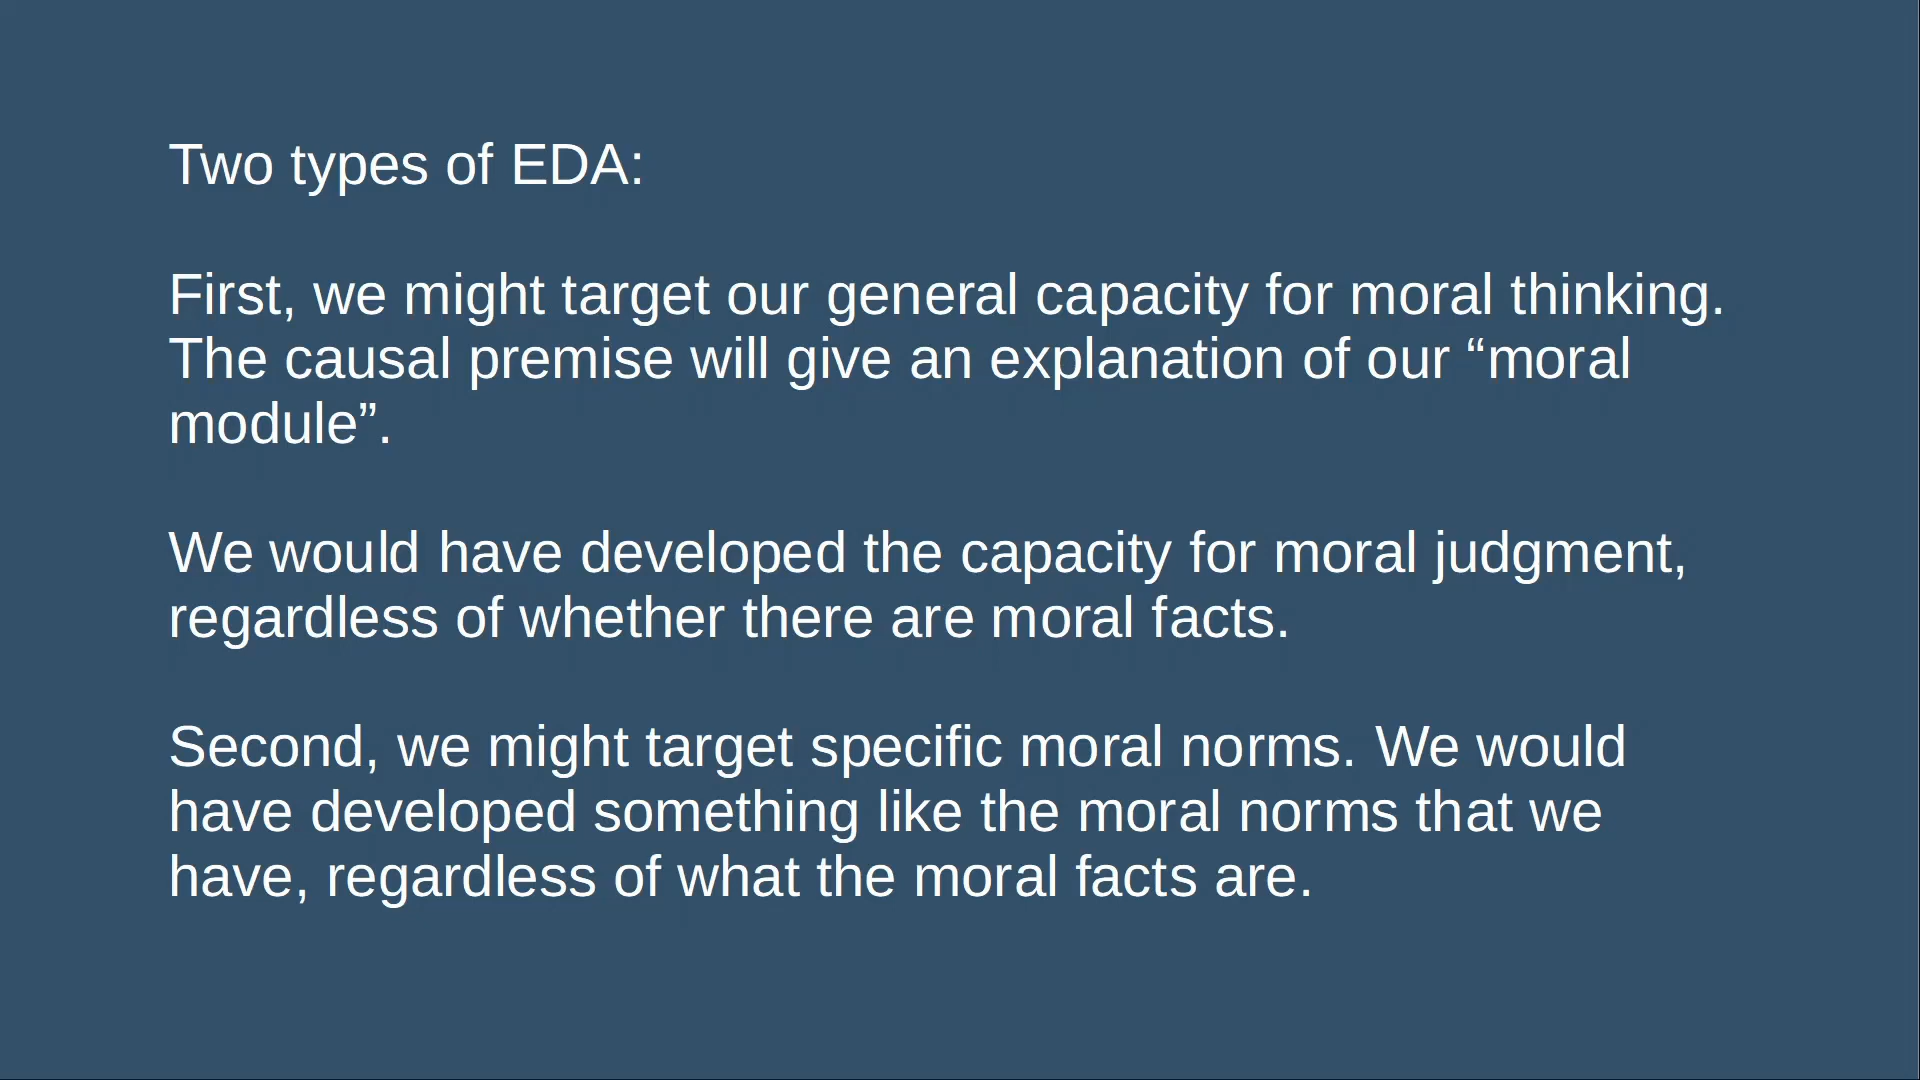 Two types of EDA:
First, we might target our general capacity for moral thinking.
The causal premise will give an explanation of our “moral
module”.
We would have developed the capacity for moral judgment,
regardless of whether there are moral facts.
Second, we might target specific moral norms. We would
have developed something like the moral norms that we
have, regardless of what the moral facts are.